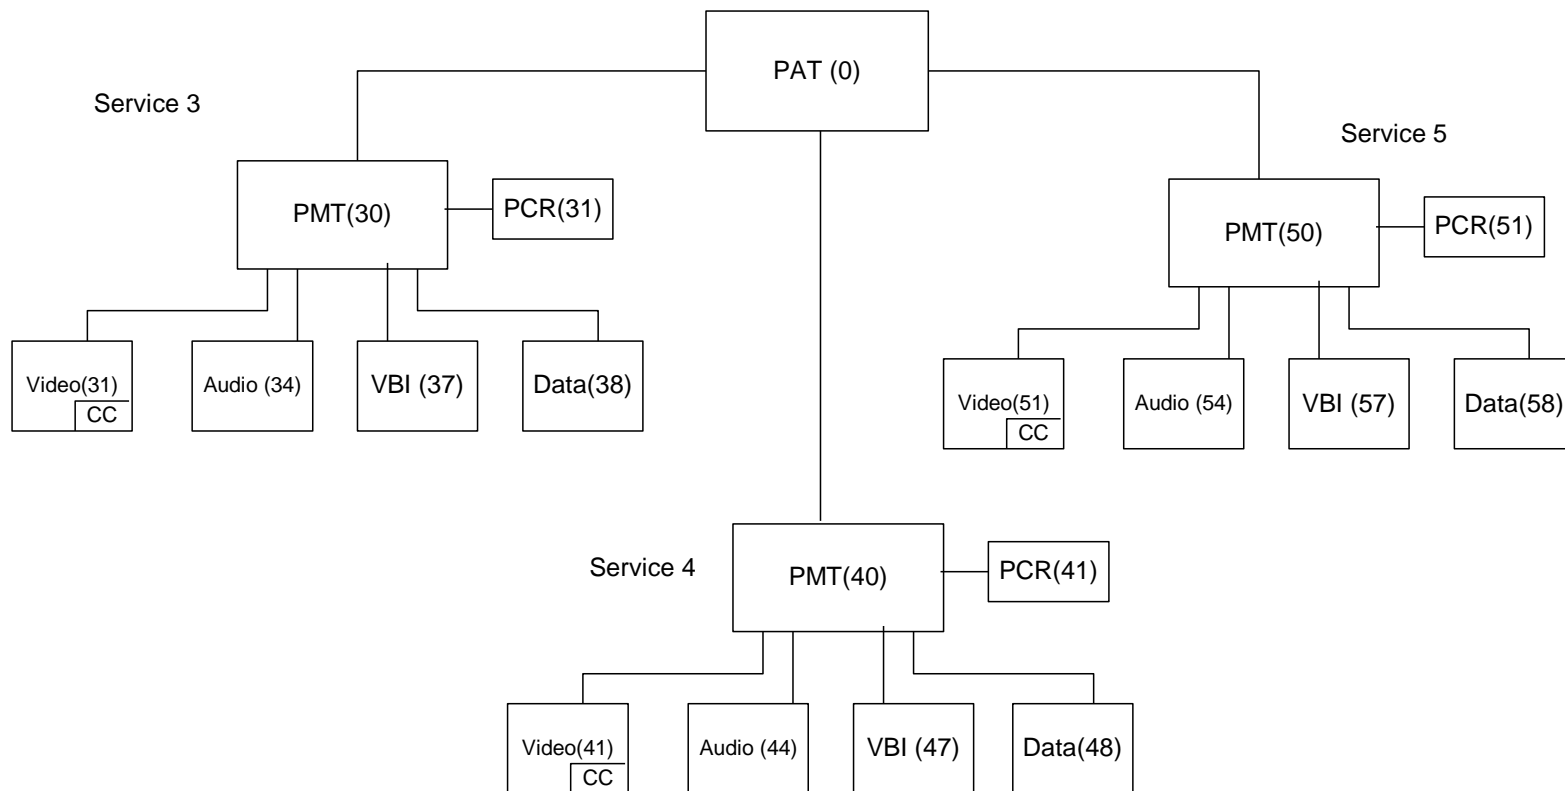 PAT (0)
Service 3
Service 5
PMT(30)
PCR(31)
PMT(50)
PCR(51)
Video(31)
CC
Audio (34)
VBI (37)
Data(38)
Video(51)
CC
Audio (54)
VBI (57)
Data(58)
Service 4
PMT(40)
PCR(41)
Video(41)
CC
Audio (44)
VBI (47)
Data(48)